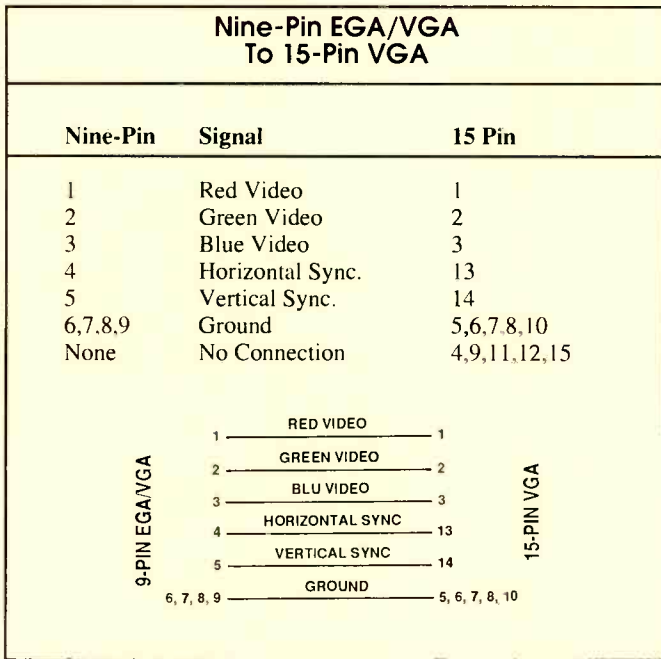 Nine-Pin EGA/VGA
To 15-Pin VGA
Nine-Pin Signal 15 Pin
1 Red Video 1
2 Green Video 2
3 Blue Video 3
4 Horizontal Sync. 13
5 Vertical Sync. 14
6,7,8,9 Ground 5,6,7,8,10
None No Connection 4,9,11,12,15
9-PIN EGA/VGA
1 RED VIDEO 1
2 GREEN VIDEO 2
3 BLU VIDEO 3
4 HORIZONTAL SYNC 13
5 VERTICAL SYNC 14
6, 7, 8, 9 GROUND 5, 6, 7, 8, 10
15-PIN VGA